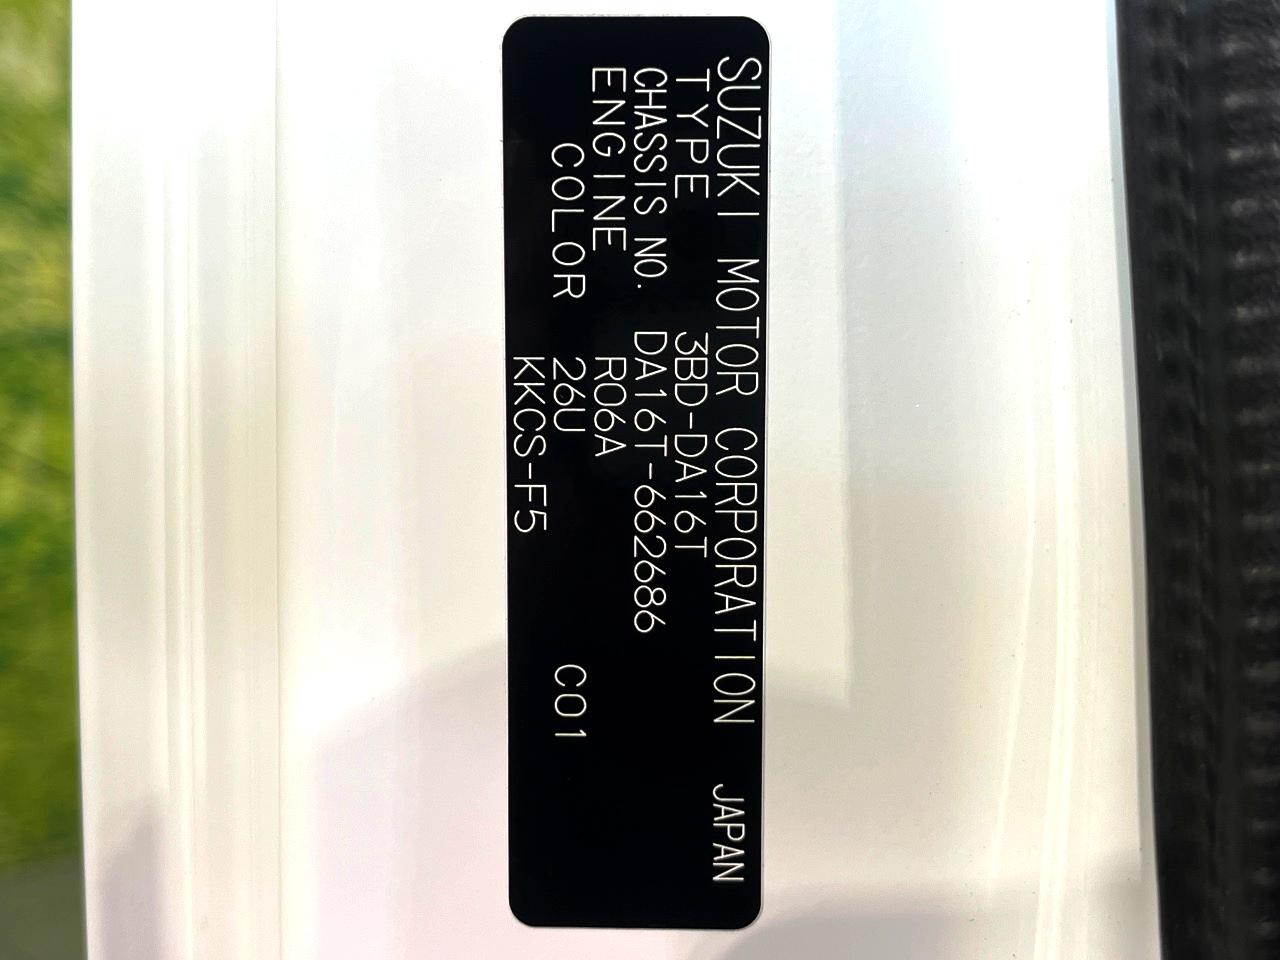 SUZUKI MOTOR CORPORATION JAPAN
TYPE 3BD-DA16T
CHASSIS NO. DA16T-662686
ENGINE R06A
COLOR 26U C01
KKCS-F5